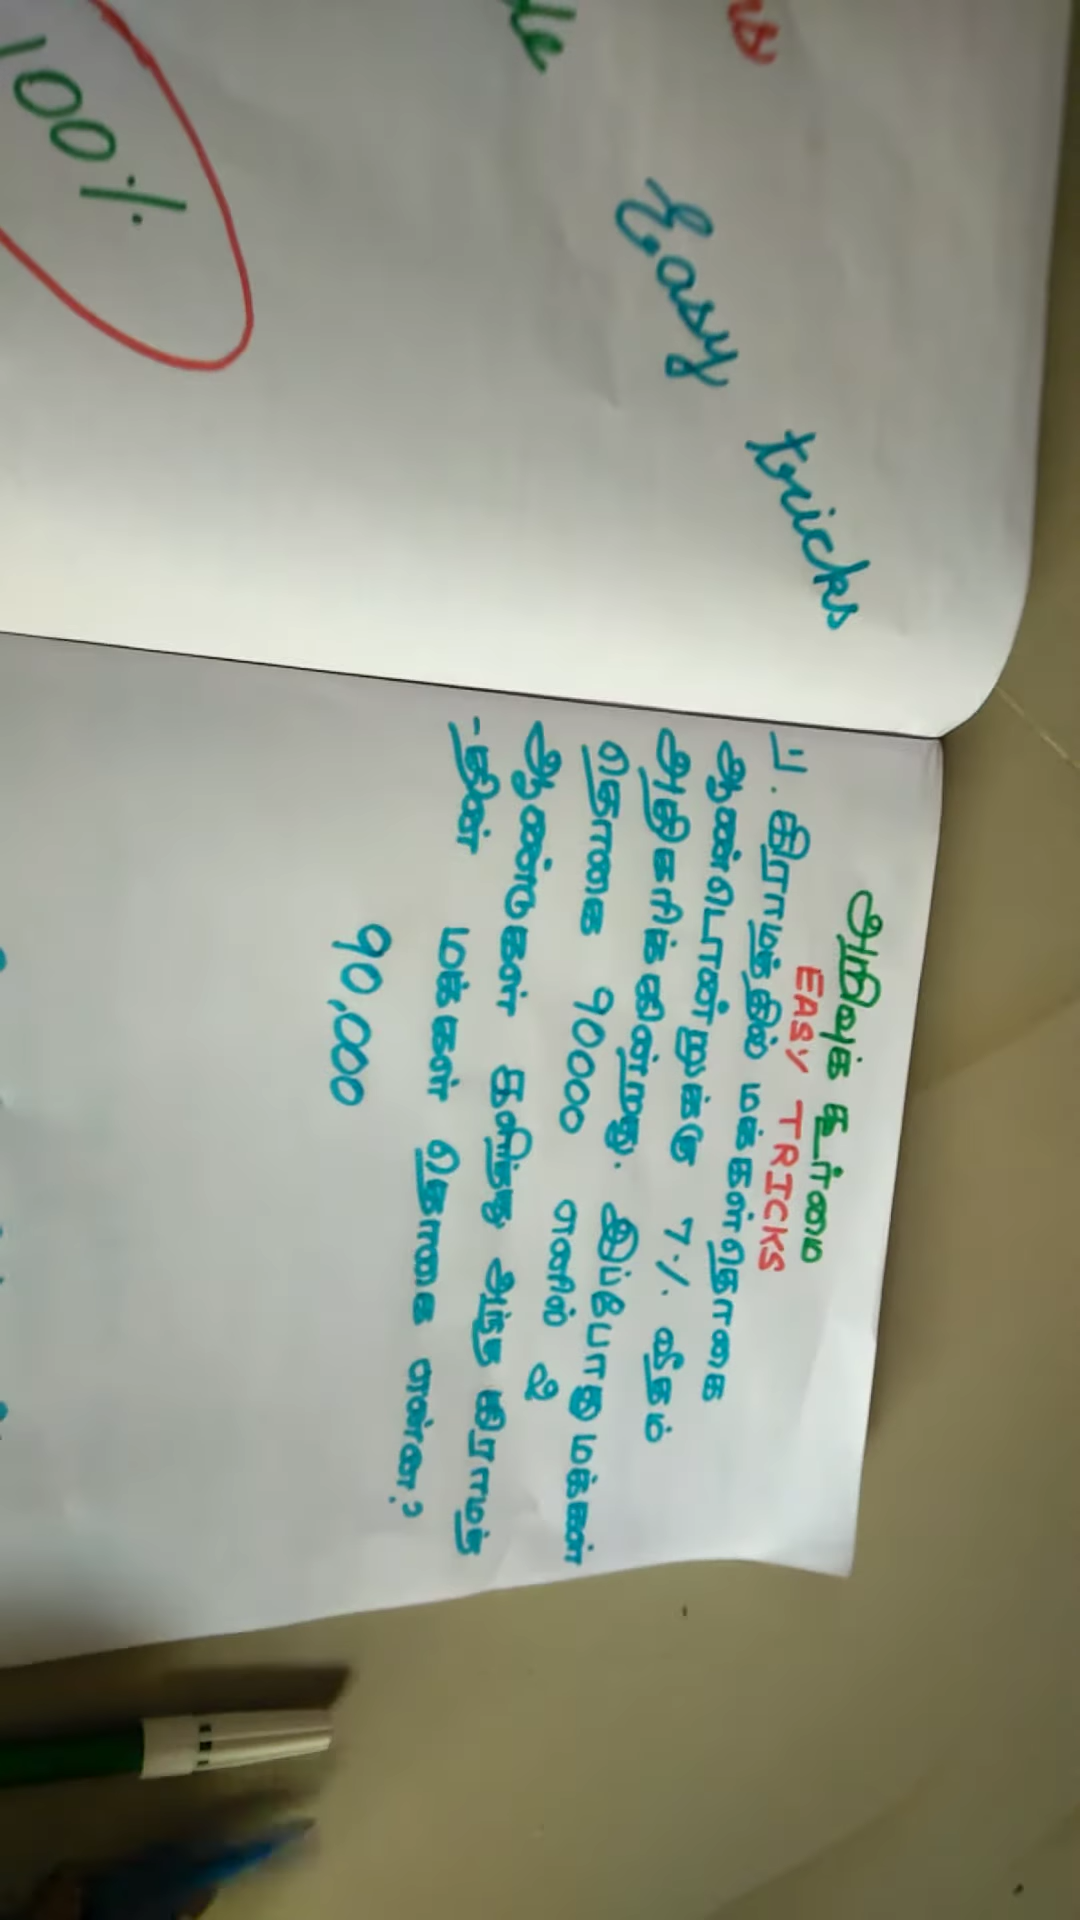 100%
Easy tricks
அறிவுக் கூர்மை
EASY TRICKS
1). கிராமத்தில் மக்கள் தொகை
ஆண்டொன்றுக்கு 7% வீதம்
அதிகரிக்கின்றது. இப்போது மக்கள்
தொகை 90000 எனில் 2
ஆண்டுகள் கழித்து அந்த கிராமத்
-தின் மக்கள் தொகை என்ன?
90,000